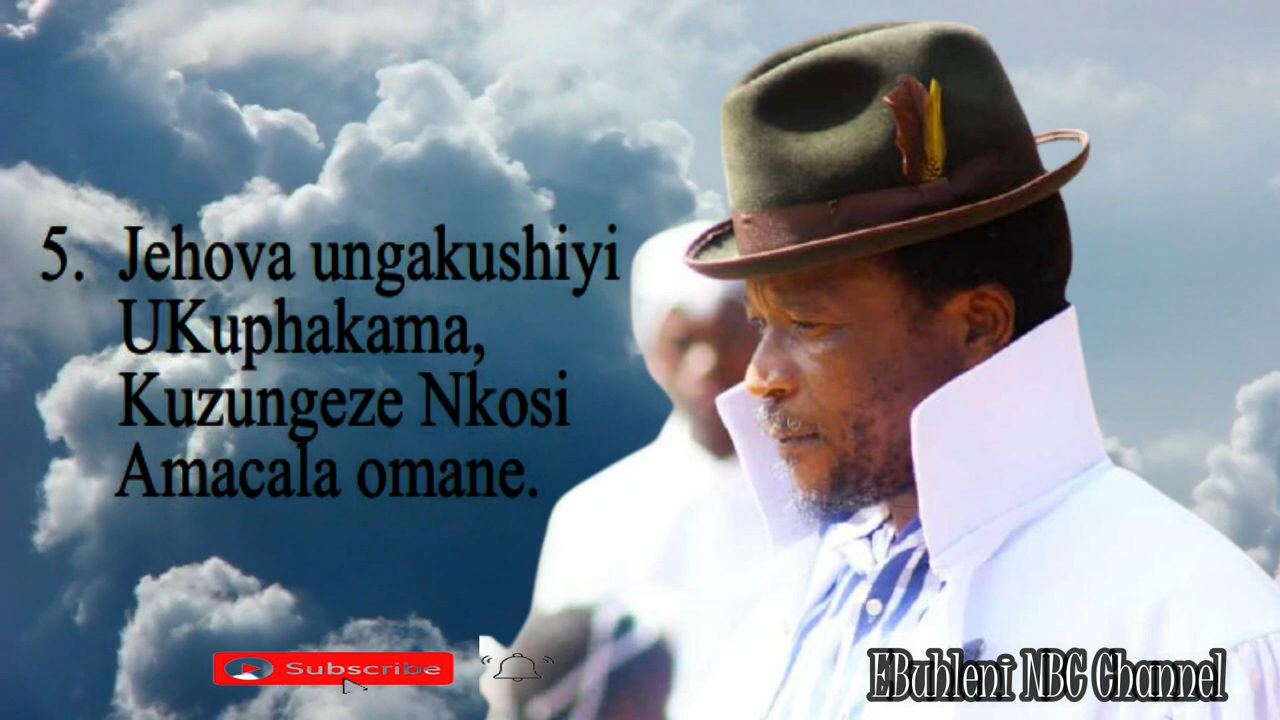 5. Jehova ungakushiyi
UKuphakama,
Kuzungeze Nkosi
Amacala omane.
Subscribe
EBuhleni NBC Channel